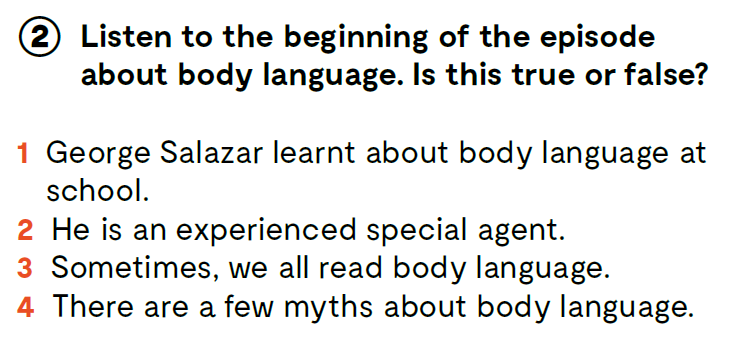 2 Listen to the beginning of the episode
about body language. Is this true or false?
1 George Salazar learnt about body language at
school.
2 He is an experienced special agent.
3 Sometimes, we all read body language.
4 There are a few myths about body language.